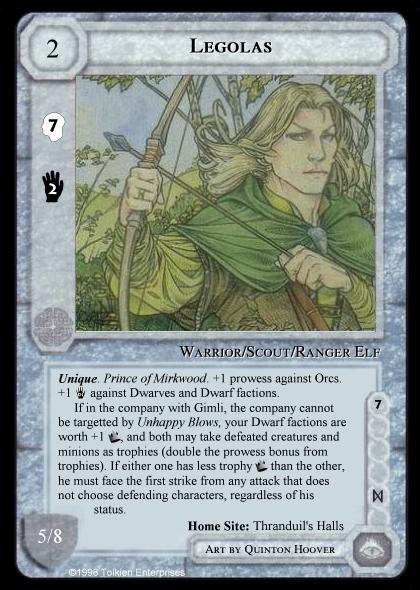 2
LEGOLAS
7
2
WARRIOR/SCOUT/RANGER ELF
Unique. Prince of Mirkwood. +1 prowess against Orcs.
+1 against Dwarves and Dwarf factions.
If in the company with Gimli, the company cannot
be targetted by Unhappy Blows, your Dwarf factions are
worth +1 , and both may take defeated creatures and
minions as trophies (double the prowess bonus from
trophies). If either one has less trophy than the other,
he must face the first strike from any attack that does
not choose defending characters, regardless of his
status.
7
Home Site: Thranduil's Halls
5/8
ART BY QUINTON HOOVER
©1998 Tolkien Enterprises